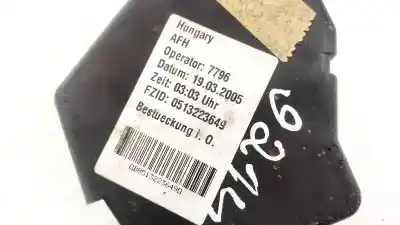 Hungary
AFH
Operator: 7796
Datum: 19.03.2005
Zeit: 03:03 Uhr
FZID: 0513223649
Bestueckung i. O.